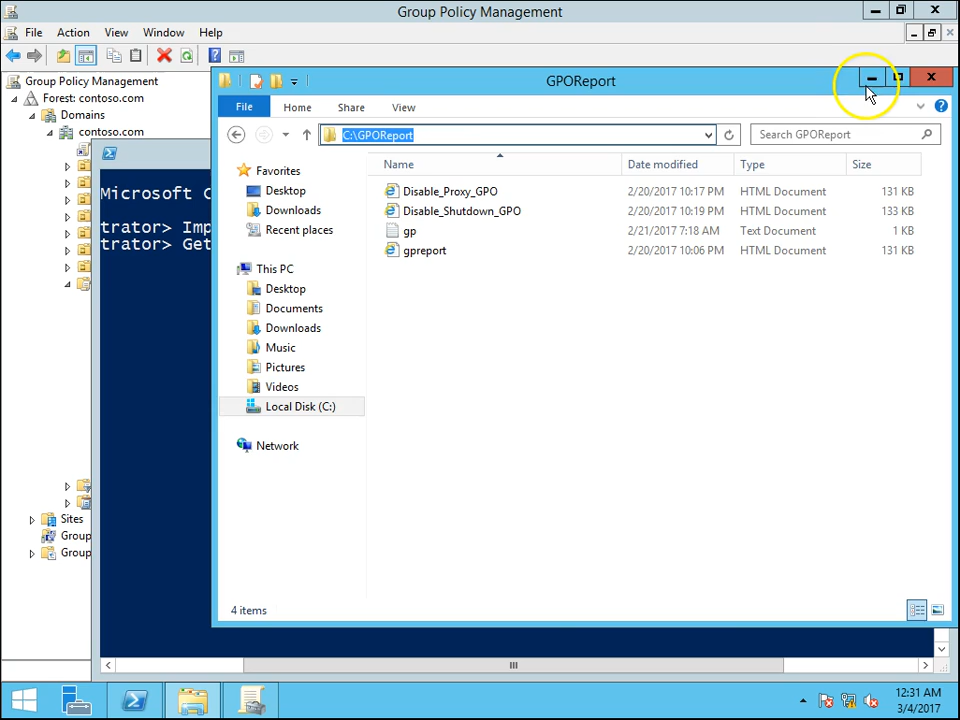 Group Policy Management
File Action View Window Help
Group Policy Management
Forest: contoso.com
Domains
contoso.com
Sites
Group
Group
Microsoft C
trator> Imp
trator> Get
GPOReport
File Home Share View
C:\GPOReport
Search GPOReport
Favorites
Desktop
Downloads
Recent places
This PC
Desktop
Documents
Downloads
Music
Pictures
Videos
Local Disk (C:)
Network
Name Date modified Type Size
Disable_Proxy_GPO 2/20/2017 10:17 PM HTML Document 131 KB
Disable_Shutdown_GPO 2/20/2017 10:19 PM HTML Document 133 KB
gp 2/21/2017 7:18 AM Text Document 1 KB
gpreport 2/20/2017 10:06 PM HTML Document 131 KB
4 items
12:31 AM
3/4/2017